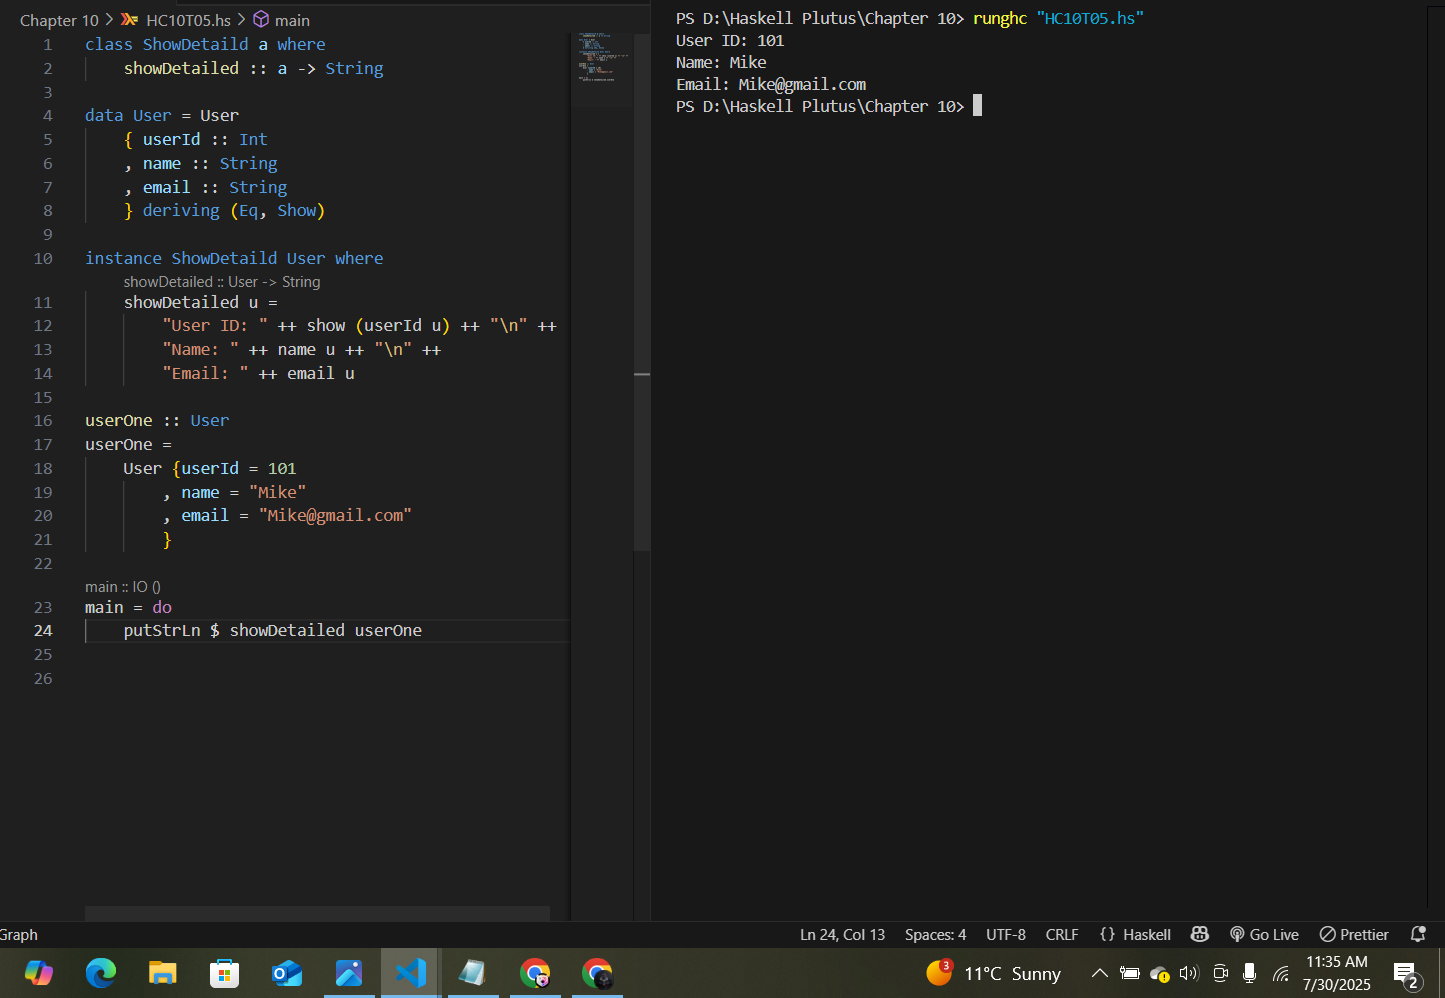 Chapter 10 > HC10T05.hs > main
1 class ShowDetaild a where
2     showDetailed :: a -> String
3
4 data User = User
5     { userId :: Int
6     , name :: String
7     , email :: String
8     } deriving (Eq, Show)
9
10 instance ShowDetaild User where
showDetailed :: User -> String
11     showDetailed u =
12         "User ID: " ++ show (userId u) ++ "\n" ++
13         "Name: " ++ name u ++ "\n" ++
14         "Email: " ++ email u
15
16 userOne :: User
17 userOne =
18     User {userId = 101
19         , name = "Mike"
20         , email = "Mike@gmail.com"
21         }
22
main :: IO ()
23 main = do
24     putStrLn $ showDetailed userOne
25
26
PS D:\Haskell Plutus\Chapter 10> runghc "HC10T05.hs"
User ID: 101
Name: Mike
Email: Mike@gmail.com
PS D:\Haskell Plutus\Chapter 10>
Graph
Ln 24, Col 13 Spaces: 4 UTF-8 CRLF {} Haskell Go Live Prettier
3 11°C Sunny
11:35 AM
7/30/2025
2